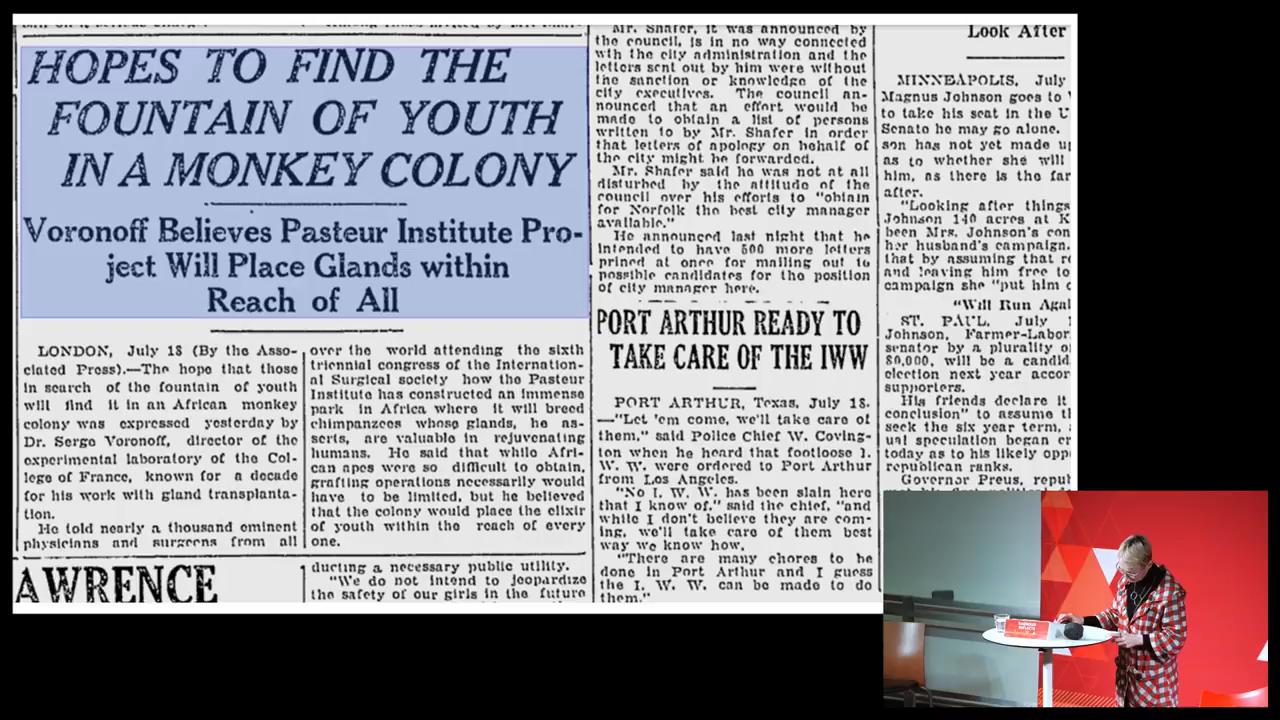 HOPES TO FIND THE
FOUNTAIN OF YOUTH
IN A MONKEY COLONY
Voronoff Believes Pasteur Institute Pro-
ject Will Place Glands within
Reach of All
LONDON, July 18 (By the Asso-
ciated Press).—The hope that those
in search of the fountain of youth
will find it in an African monkey
colony was expressed yesterday by
Dr. Serge Voronoff, director of the
experimental laboratory of the Col-
lege of France, known for a decade
for his work with gland transplanta-
tion.
He told nearly a thousand eminent
physicians and surgeons from all
over the world attending the sixth
triennial congress of the Internation-
al Surgical society how the Pasteur
Institute has constructed an immense
park in Africa where it will breed
chimpanzees whose glands, he as-
serts, are valuable in rejuvenating
humans. He said that while Afri-
can apes were so difficult to obtain,
grafting operations necessarily would
have to be limited, but he believed
that the colony would place the elixir
of youth within the reach of every
one.
AWRENCE
ducting a necessary public utility.
"We do not intend to jeopardize
the safety of our girls in the future
Mr. Shafer, it was announced by
the council, is in no way connected
wth the city administration and the
letters sent out by him were without
the sanction or knowledge of the
city executives. The council an-
nounced that an effort would be
made to obtain a list of persons
written to by Mr. Shafer in order
that letters of apology on behalf of
the city might be forwarded.
Mr. Shafer said he was not at all
disturbed by the attitude of the
council over his efforts to "obtain
for Norfolk the best city manager
available."
He announced last night that he
intended to have 500 more letters
prined at once for mailing out to
possible candidates for the position
of city manager here.
PORT ARTHUR READY TO
TAKE CARE OF THE IWW
PORT ARTHUR, Texas, July 18.
—"Let 'em come, we'll take care of
them," said Police Chief W. Coving-
ton when he heard that footloose I.
W. W. were ordered to Port Arthur
from Los Angeles.
"No I. W. W. has been slain here
that I know of," said the chief, "and
while I don't believe they are com-
ing, we'll take care of them best
way we know how.
"There are many chores to be
done in Port Arthur and I guess
the I. W. W. can be made to do
them."
Look After
MINNEAPOLIS, July
Magnus Johnson goes to
to take his seat in the U
Senate he may go alone.
son has not yet made up
as to whether she will
him, as there is the far
after.
"Looking after things
Johnson 140 acres at K
been Mrs. Johnson's con
her husband's campaign.
that by assuming that re
and leaving him free to
campaign she "put him o
"Will Run Agai
ST. PAUL, July 1
Johnson, Farmer-Labor
senator by a plurality o
80,000, will be a candid
election next year accor
supporters.
His friends declare it
conclusion" to assume t
seek the six year term,
ual speculation began cr
today as to his likely opp
republican ranks.
Governor Preus, repu